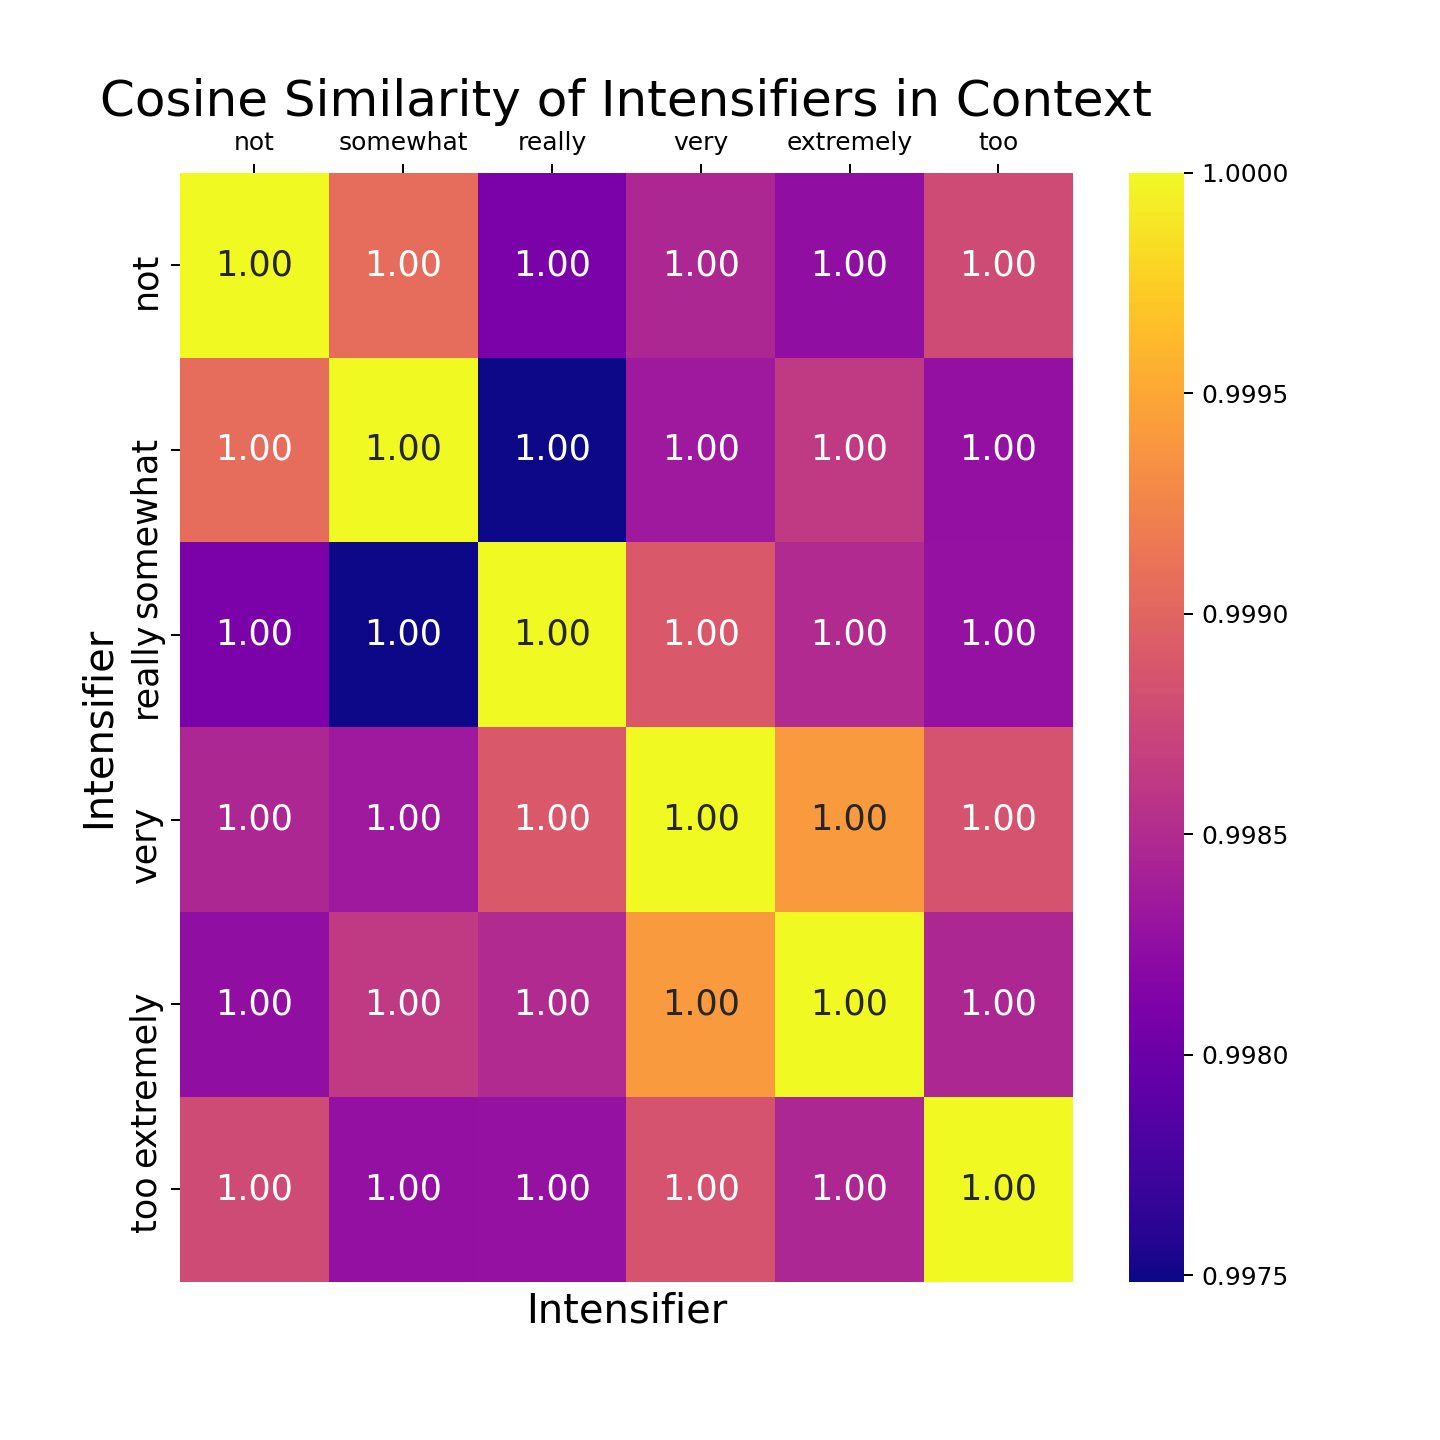 Cosine Similarity of Intensifiers in Context
not somewhat really very extremely too
not 1.00 1.00 1.00 1.00 1.00 1.00
somewhat 1.00 1.00 1.00 1.00 1.00 1.00
really 1.00 1.00 1.00 1.00 1.00 1.00
very 1.00 1.00 1.00 1.00 1.00 1.00
extremely 1.00 1.00 1.00 1.00 1.00 1.00
too 1.00 1.00 1.00 1.00 1.00 1.00
Intensifier
Intensifier
1.0000
0.9995
0.9990
0.9985
0.9980
0.9975